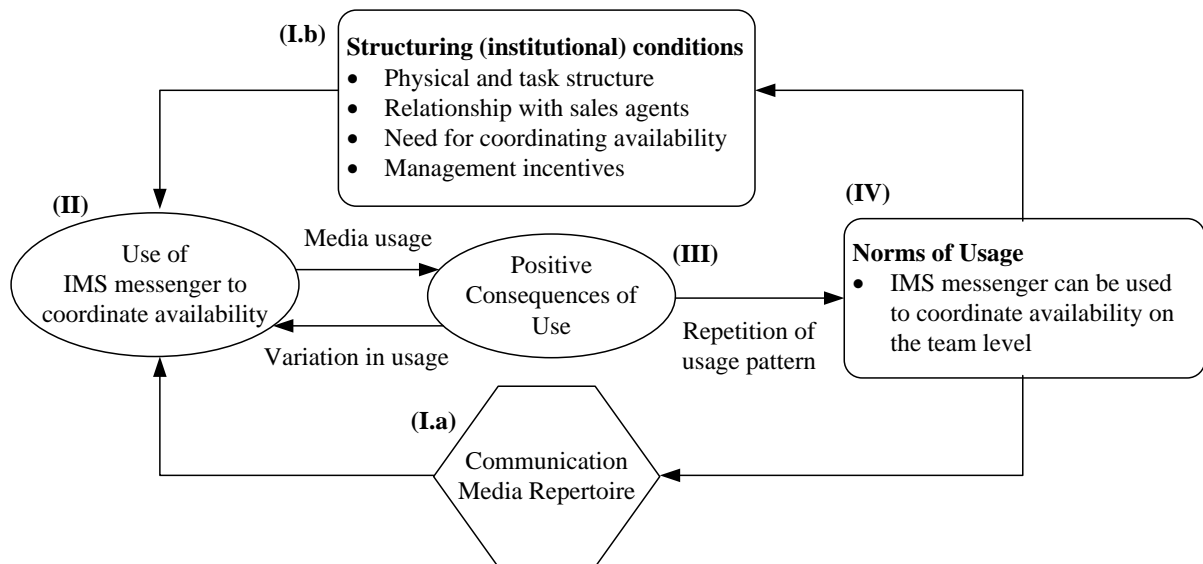 (I.b)
Structuring (institutional) conditions
• Physical and task structure
• Relationship with sales agents
• Need for coordinating availability
• Management incentives
(II)
Use of
IMS messenger to
coordinate availability
Media usage
Variation in usage
Positive
Consequences of
Use
(III)
Repetition of
usage pattern
(IV)
Norms of Usage
• IMS messenger can be used
to coordinate availability on
the team level
(I.a)
Communication
Media Repertoire